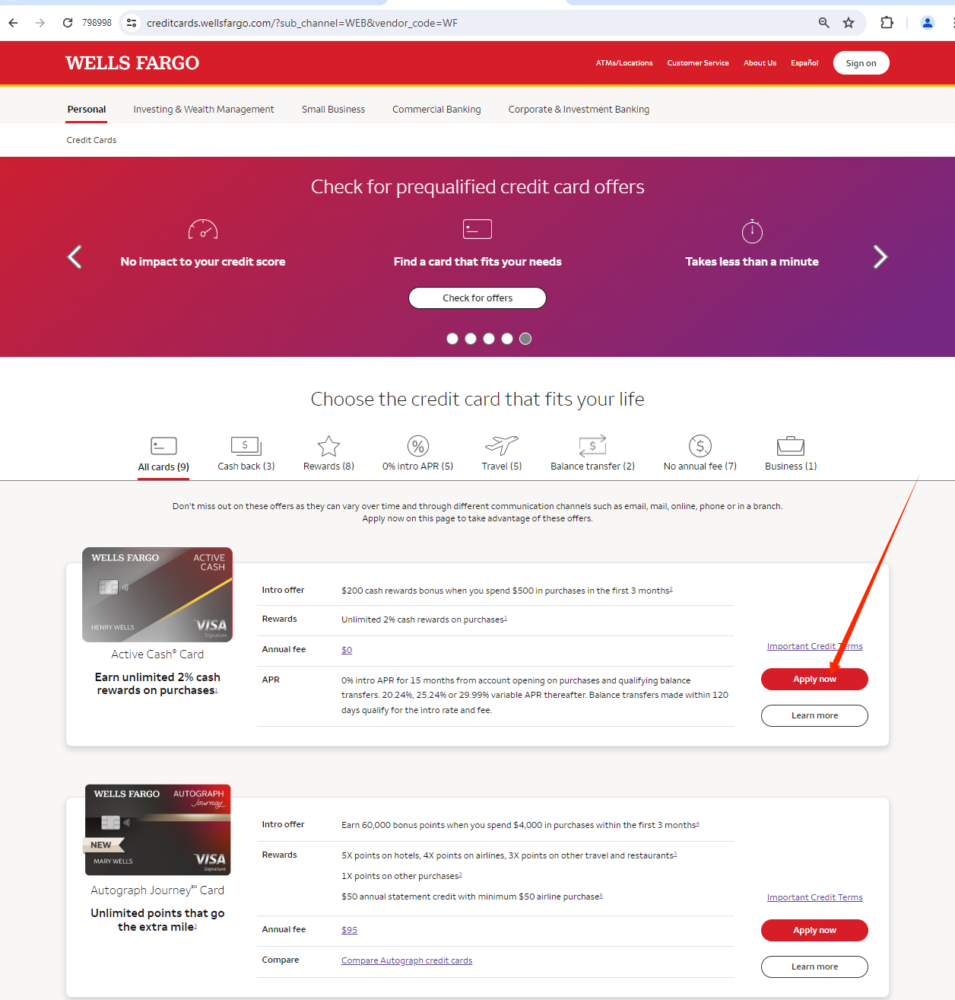 798998
creditcards.wellsfargo.com/?sub_channel=WEB&vendor_code=WF
WELLS FARGO
ATMs/Locations Customer Service About Us Español Sign on
Personal Investing & Wealth Management Small Business Commercial Banking Corporate & Investment Banking
Credit Cards
Check for prequalified credit card offers
No impact to your credit score Find a card that fits your needs Takes less than a minute
Check for offers
Choose the credit card that fits your life
All cards (9) Cash back (3) Rewards (8) 0% intro APR (5) Travel (5) Balance transfer (2) No annual fee (7) Business (1)
Don't miss out on these offers as they can vary over time and through different communication channels such as email, mail, online, phone or in a branch.
Apply now on this page to take advantage of these offers.
WELLS FARGO
ACTIVE
CASH
HENRY WELLS
VISA
Signature
Active Cash® Card
Earn unlimited 2% cash
rewards on purchases1
Intro offer $200 cash rewards bonus when you spend $500 in purchases in the first 3 months2
Rewards Unlimited 2% cash rewards on purchases1
Annual fee $0
APR 0% intro APR for 15 months from account opening on purchases and qualifying balance
transfers. 20.24%, 25.24% or 29.99% variable APR thereafter. Balance transfers made within 120
days qualify for the intro rate and fee.
Important Credit Terms
Apply now
Learn more
WELLS FARGO
AUTOGRAPH
Journey
NEW
MARY WELLS
VISA
Signature
Autograph Journey℠ Card
Unlimited points that go
the extra mile3
Intro offer Earn 60,000 bonus points when you spend $4,000 in purchases within the first 3 months4
Rewards 5X points on hotels, 4X points on airlines, 3X points on other travel and restaurants3
1X points on other purchases3
$50 annual statement credit with minimum $50 airline purchase5
Annual fee $95
Compare Compare Autograph credit cards
Important Credit Terms
Apply now
Learn more